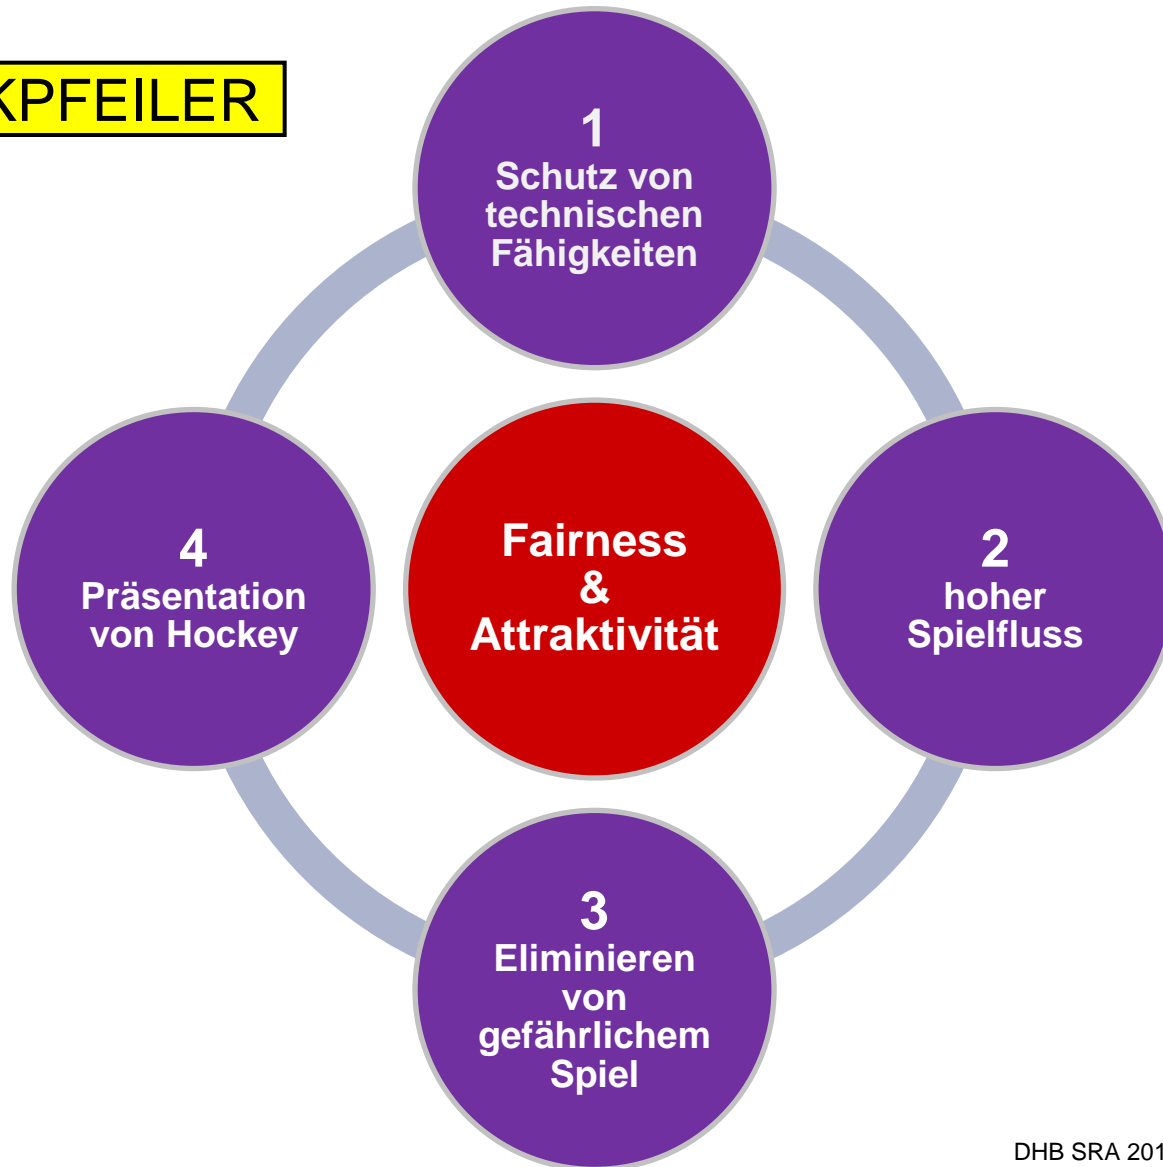 KPFEILER
1
Schutz von
technischen
Fähigkeiten
4
Präsentation
von Hockey
Fairness
&
Attraktivität
2
hoher
Spielfluss
3
Eliminieren
von
gefährlichem
Spiel
DHB SRA 201